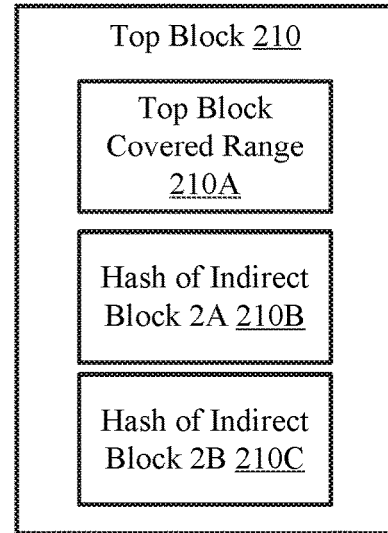 Top Block 210
Top Block
Covered Range
210A
Hash of Indirect
Block 2A 210B
Hash of Indirect
Block 2B 210C